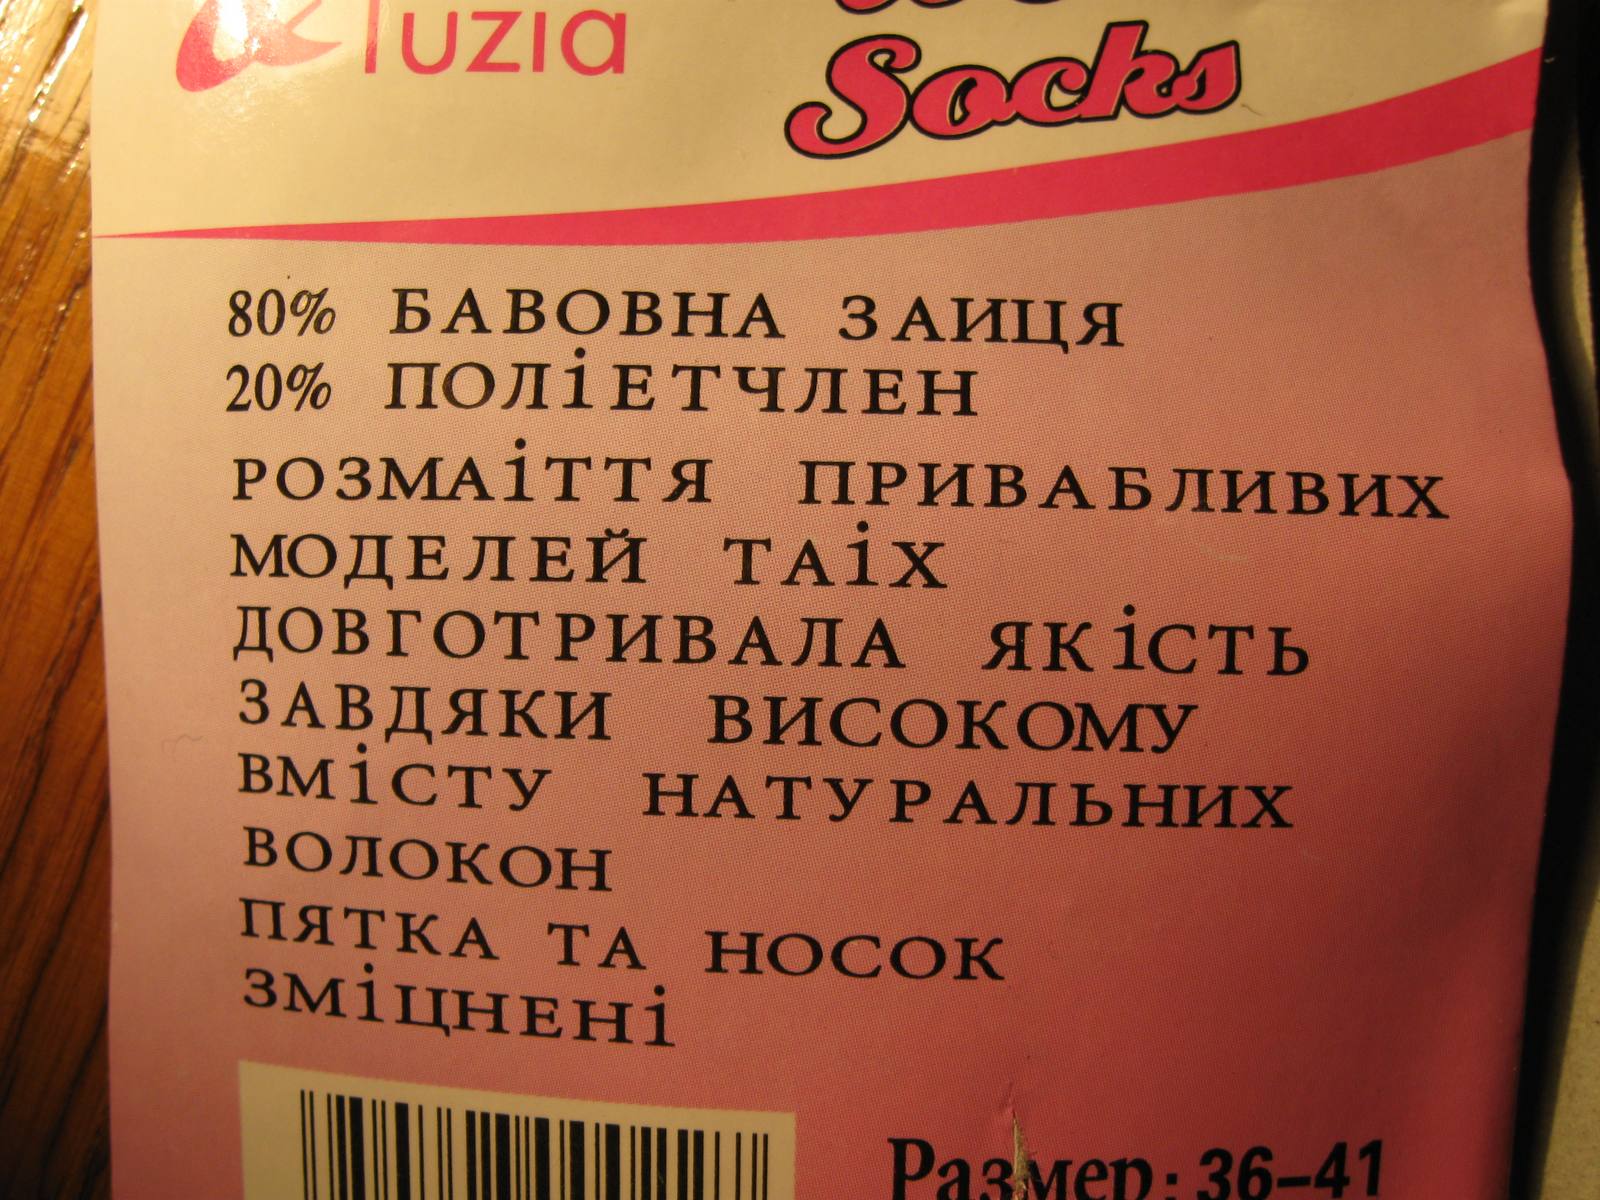 luzia
Socks
80% БАВОВНА ЗАИЦЯ
20% ПОЛіЕТЧЛЕН
РОЗМАіТТЯ ПРИВАБЛИВИХ
МОДЕЛЕЙ ТАіХ
ДОВГОТРИВАЛА ЯКіСТЬ
ЗАВДЯКИ ВИСОКОМУ
ВМіСТУ НАТУРАЛЬНИХ
ВОЛОКОН
ПЯТКА ТА НОСОК
ЗМіЦНЕНі
Размер: 36–41